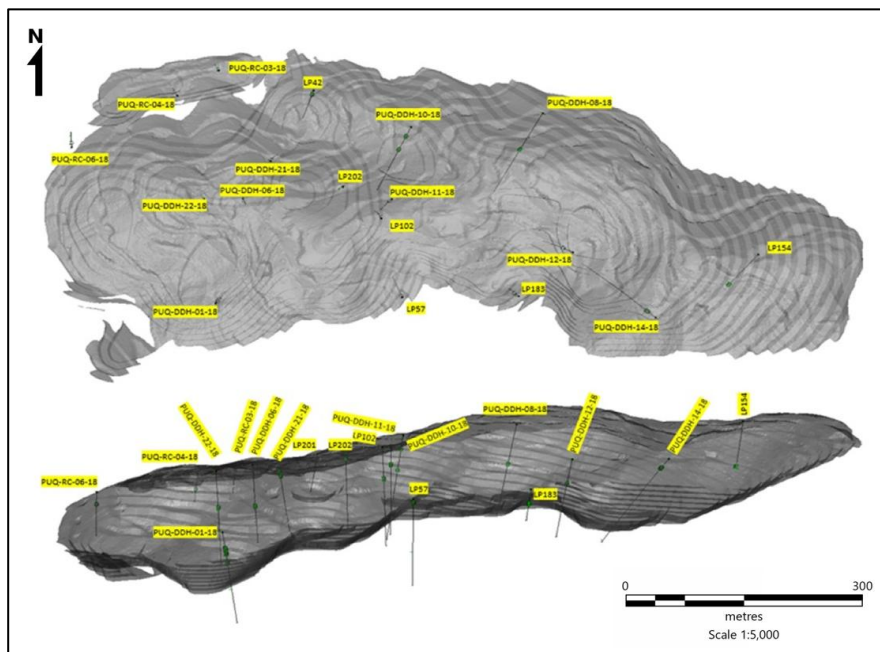 N
PUQ-RC-03-18
LP42
PUQ-RC-04-18
PUQ-DDH-10-18
PUQ-DDH-08-18
PUQ-RC-06-18
PUQ-DDH-21-18
LP202
PUQ-DDH-06-18
PUQ-DDH-11-18
PUQ-DDH-22-18
LP102
LP154
PUQ-DDH-12-18
LP183
PUQ-DDH-01-18
LP57
PUQ-DDH-14-18
PUQ-DDH-22-18
PUQ-RC-03-18
PUQ-DDH-06-18
PUQ-DDH-21-18
PUQ-DDH-11-18
PUQ-DDH-08-18
PUQ-DDH-12-18
PUQ-DDH-14-18
LP154
LP102
PUQ-DDH-10-18
LP201
LP202
PUQ-RC-04-18
PUQ-RC-06-18
LP57
LP183
PUQ-DDH-01-18
0 300
metres
Scale 1:5,000